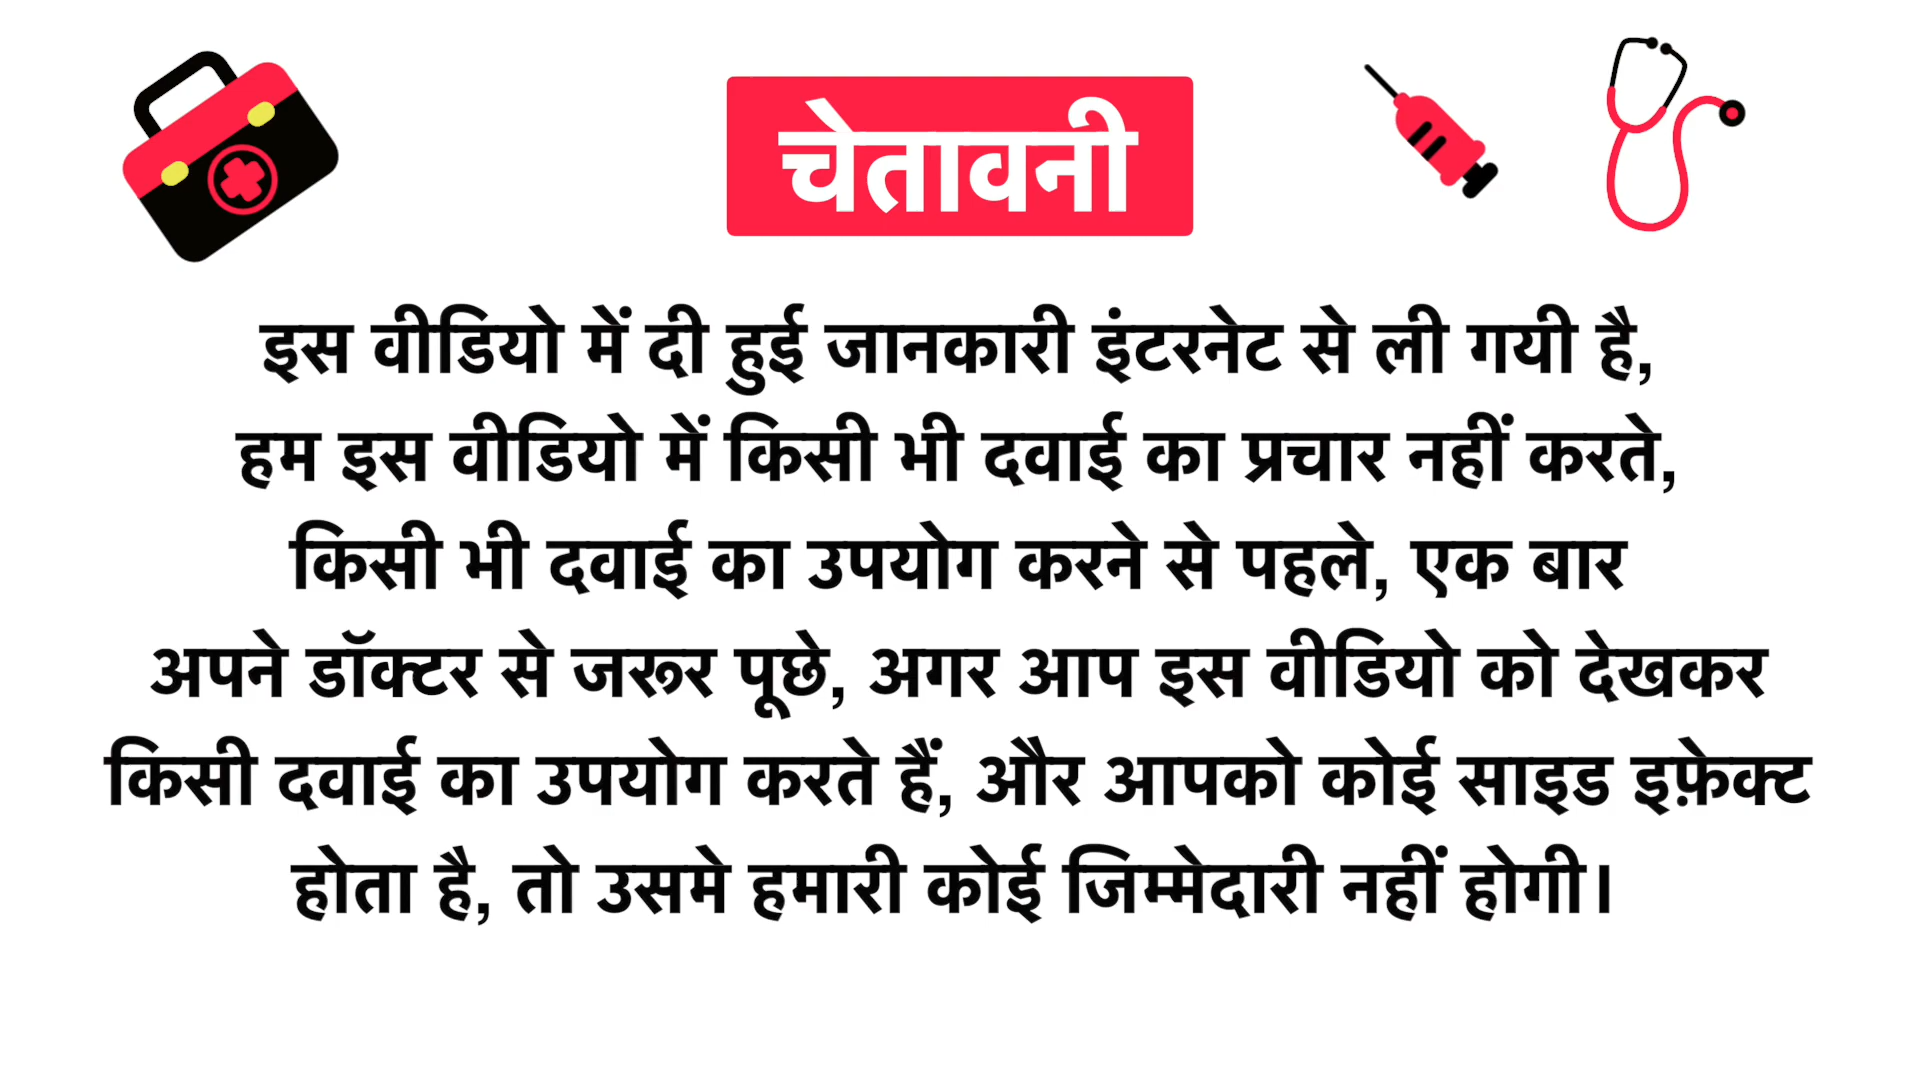 चेतावनी
इस वीडियो में दी हुई जानकारी इंटरनेट से ली गयी है,
हम इस वीडियो में किसी भी दवाई का प्रचार नहीं करते,
किसी भी दवाई का उपयोग करने से पहले, एक बार
अपने डॉक्टर से जरूर पूछे, अगर आप इस वीडियो को देखकर
किसी दवाई का उपयोग करते हैं, और आपको कोई साइड इफ़ेक्ट
होता है, तो उसमे हमारी कोई जिम्मेदारी नहीं होगी।